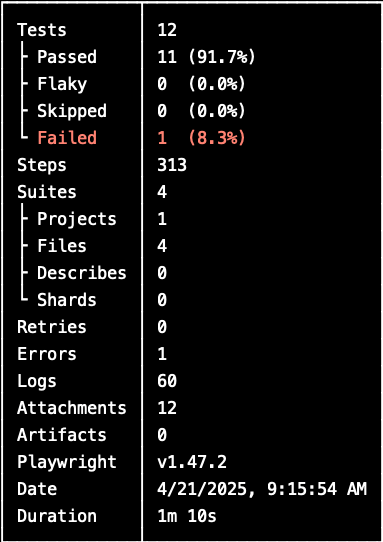 Tests 12
├ Passed 11 (91.7%)
├ Flaky 0 (0.0%)
├ Skipped 0 (0.0%)
└ Failed 1 (8.3%)
Steps 313
Suites 4
├ Projects 1
├ Files 4
├ Describes 0
└ Shards 0
Retries 0
Errors 1
Logs 60
Attachments 12
Artifacts 0
Playwright v1.47.2
Date 4/21/2025, 9:15:54 AM
Duration 1m 10s